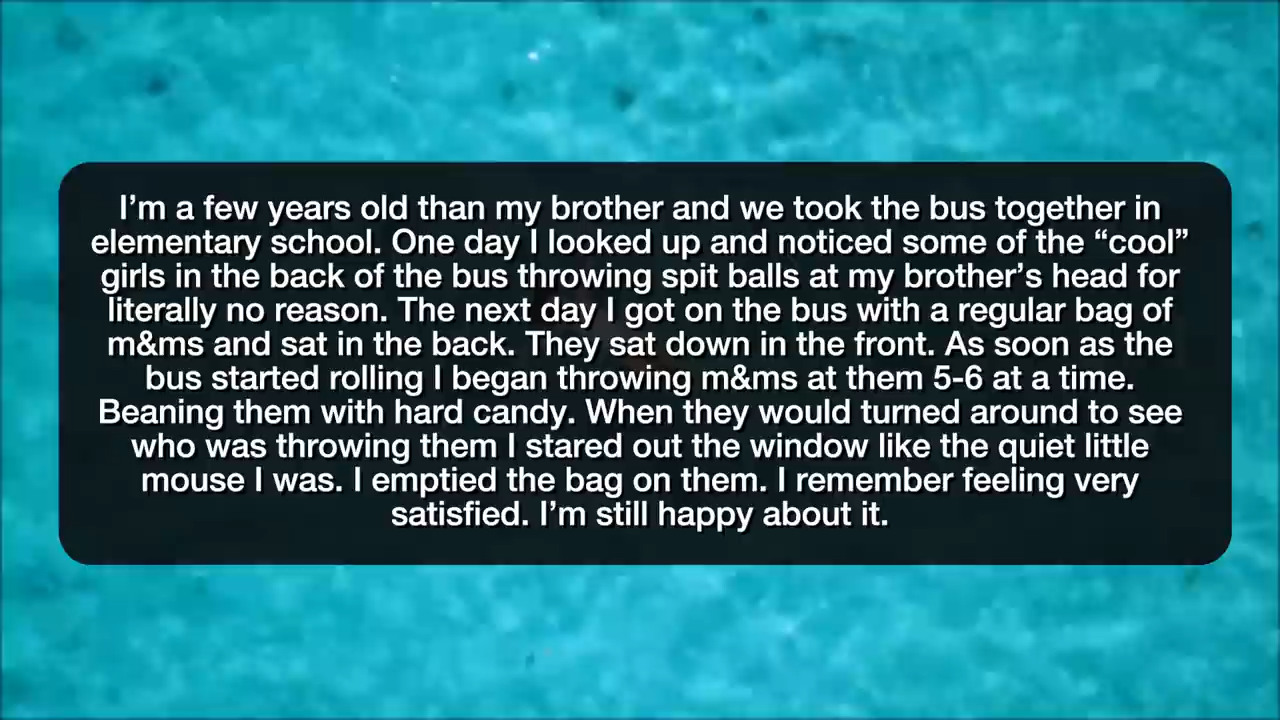 I’m a few years old than my brother and we took the bus together in
elementary school. One day I looked up and noticed some of the “cool”
girls in the back of the bus throwing spit balls at my brother’s head for
literally no reason. The next day I got on the bus with a regular bag of
m&ms and sat in the back. They sat down in the front. As soon as the
bus started rolling I began throwing m&ms at them 5-6 at a time.
Beaning them with hard candy. When they would turned around to see
who was throwing them I stared out the window like the quiet little
mouse I was. I emptied the bag on them. I remember feeling very
satisfied. I’m still happy about it.